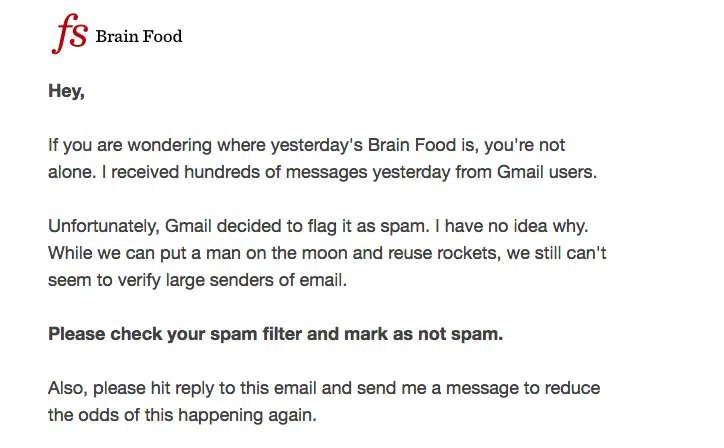 fs Brain Food
Hey,
If you are wondering where yesterday's Brain Food is, you're not
alone. I received hundreds of messages yesterday from Gmail users.
Unfortunately, Gmail decided to flag it as spam. I have no idea why.
While we can put a man on the moon and reuse rockets, we still can't
seem to verify large senders of email.
Please check your spam filter and mark as not spam.
Also, please hit reply to this email and send me a message to reduce
the odds of this happening again.